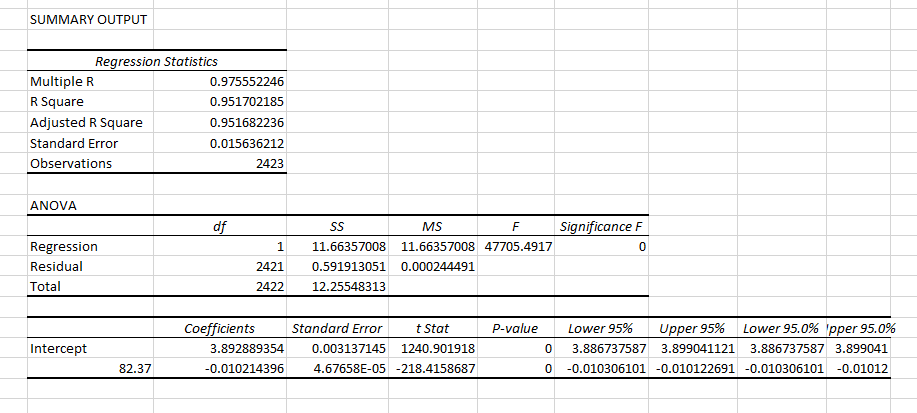 SUMMARY OUTPUT
Regression Statistics
Multiple R 0.975552246
R Square 0.951702185
Adjusted R Square 0.951682236
Standard Error 0.015636212
Observations 2423
ANOVA
df SS MS F Significance F
Regression 1 11.66357008 11.66357008 47705.4917 0
Residual 2421 0.591913051 0.000244491
Total 2422 12.25548313
Coefficients Standard Error t Stat P-value Lower 95% Upper 95% Lower 95.0% Upper 95.0%
Intercept 3.892889354 0.003137145 1240.901918 0 3.886737587 3.899041121 3.886737587 3.899041
82.37 -0.010214396 4.67658E-05 -218.4158687 0 -0.010306101 -0.010122691 -0.010306101 -0.01012